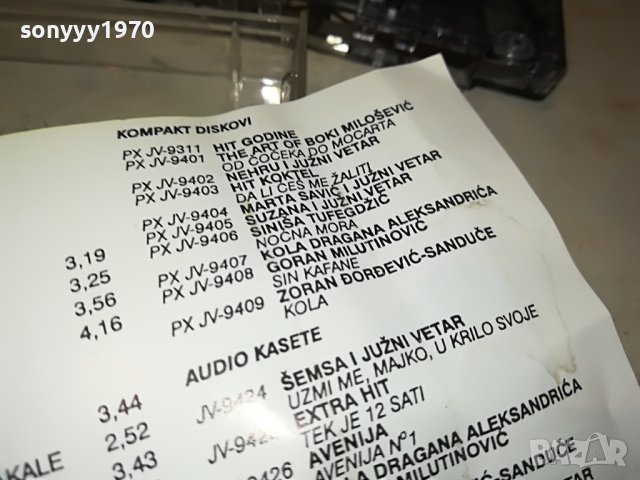 sonyyy1970
KOMPAKT DISKOVI
PX JV-9311 HIT GODINE
PX JV-9401 THE ART OF BOKI MILOŠEVIĆ
OD ČOČEKA DO MOCARTA
PX JV-9402 NEHRU I JUŽNI VETAR
PX JV-9403 HIT KOKTEL
DA LI ĆEŠ ME ŽALITI
PX JV-9404 MARTA SAVIĆ I JUŽNI VETAR
PX JV-9405 SUZANA I JUŽNI VETAR
PX JV-9406 SINIŠA TUFEGDŽIĆ
NOĆNA MORA
3,19 PX JV-9407 KOLA DRAGANA ALEKSANDRIĆA
3,25 PX JV-9408 GORAN MILUTINOVIĆ
SIN KAFANE
3,56 PX JV-9409 ZORAN ĐORĐEVIĆ-SANDUČE
4,16 KOLA
AUDIO KASETE
JV-9424 ŠEMSA I JUŽNI VETAR
3,44 UZMI ME, MAJKO, U KRILO SVOJE
2,52 EXTRA HIT
TEK JE 12 SATI
AKALE 3,43 AVENIJA
AVENIJA Nº1
DRAGANA ALEKSANDRIĆA
MILUTINOVIĆ
SANDUČE
BAZAR